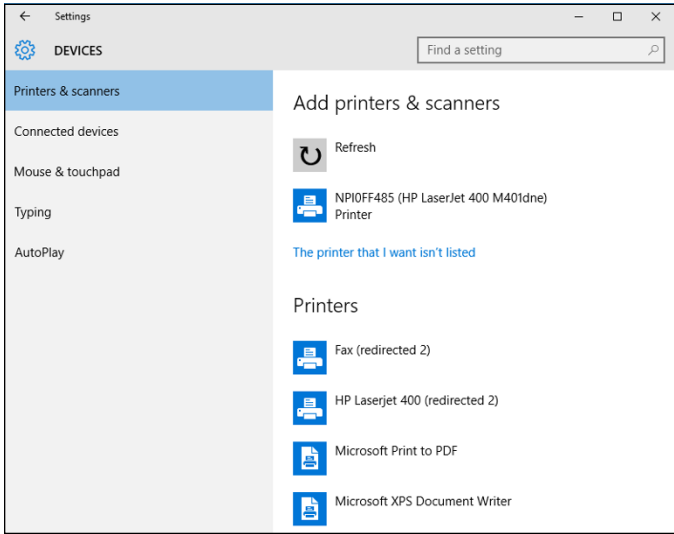 Settings
DEVICES
Find a setting
Printers & scanners
Connected devices
Mouse & touchpad
Typing
AutoPlay
Add printers & scanners
Refresh
NPI0FF485 (HP LaserJet 400 M401dne)
Printer
The printer that I want isn't listed
Printers
Fax (redirected 2)
HP Laserjet 400 (redirected 2)
Microsoft Print to PDF
Microsoft XPS Document Writer